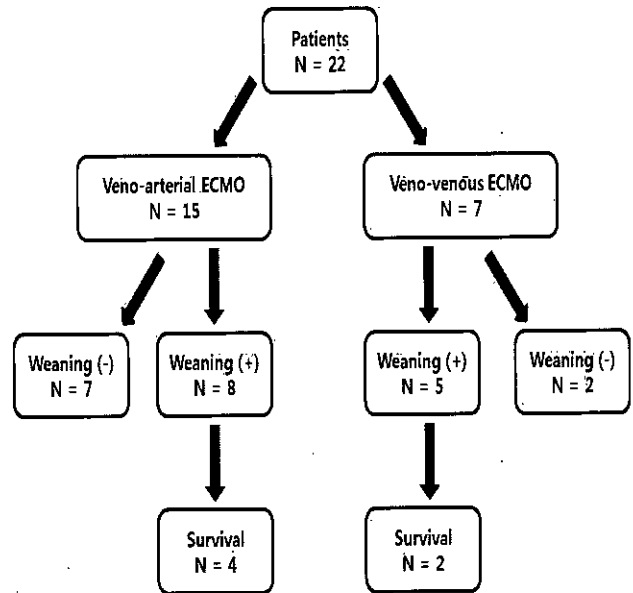 Patients
N = 22
Veno-arterial ECMO
N = 15
Veno-venous ECMO
N = 7
Weaning (-)
N = 7
Weaning (+)
N = 8
Weaning (+)
N = 5
Weaning (-)
N = 2
Survival
N = 4
Survival
N = 2